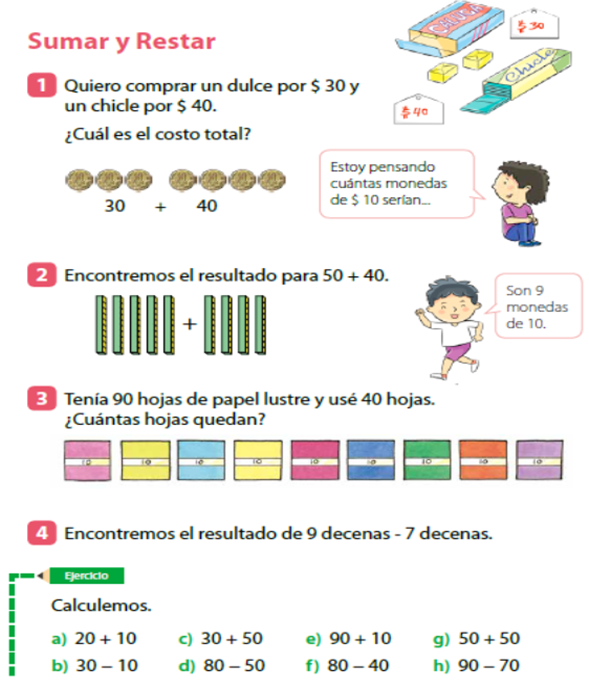 Sumar y Restar
CHICLE
$ 30
Chicle
$ 40
1 Quiero comprar un dulce por $ 30 y
un chicle por $ 40.
¿Cuál es el costo total?
30 + 40
Estoy pensando
cuántas monedas
de $ 10 serían...
2 Encontremos el resultado para 50 + 40.
+
Son 9
monedas
de 10.
3 Tenía 90 hojas de papel lustre y usé 40 hojas.
¿Cuántas hojas quedan?
10 10 10 10 10 10 10 10 10
4 Encontremos el resultado de 9 decenas - 7 decenas.
Ejercicio
Calculemos.
a) 20 + 10 c) 30 + 50 e) 90 + 10 g) 50 + 50
b) 30 − 10 d) 80 − 50 f) 80 − 40 h) 90 − 70